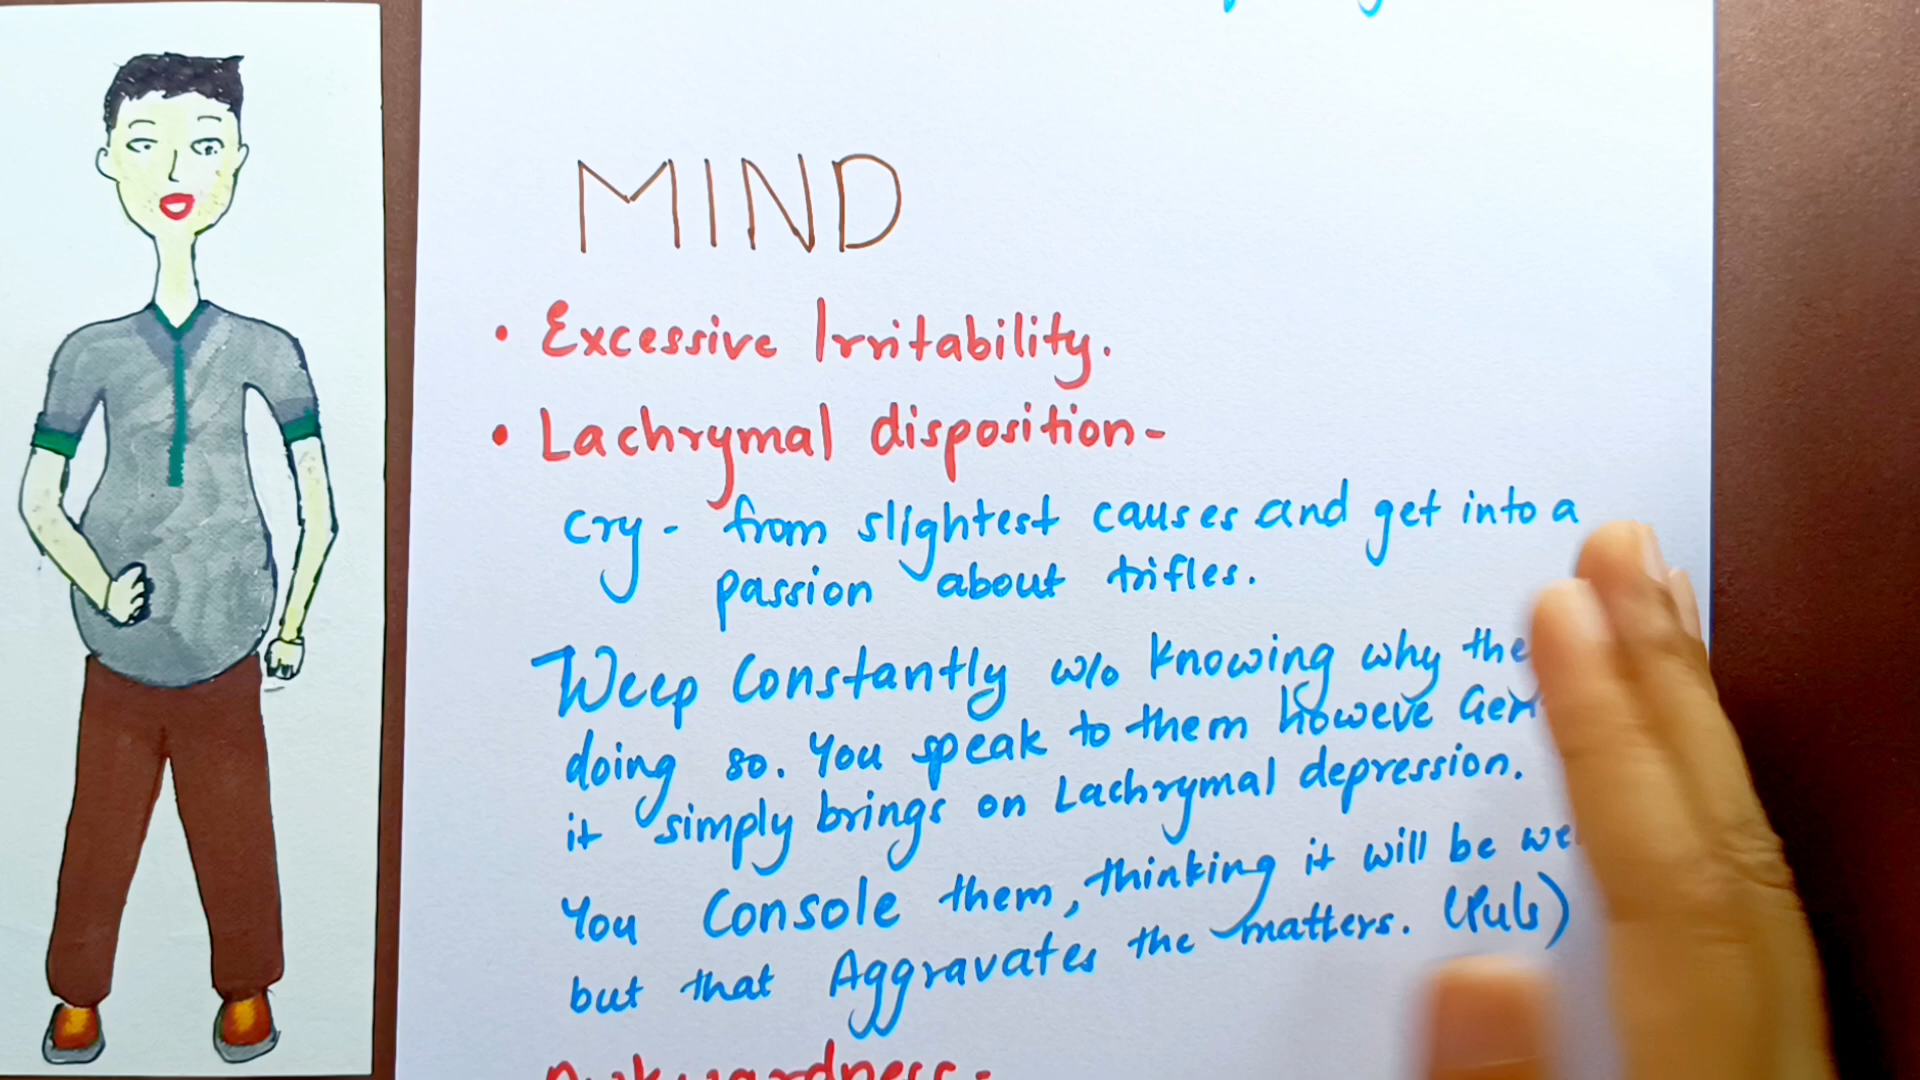 MIND
• Excessive Irritability.
• Lachrymal disposition-
cry- from slightest causes and get into a
passion about trifles.
Weep Constantly w/o knowing why the
doing so. You speak to them howeve
it simply brings on Lachrymal depression.
You Console them, thinking it will be
but that Aggravates the matters. (Puls)
Awkwardness-